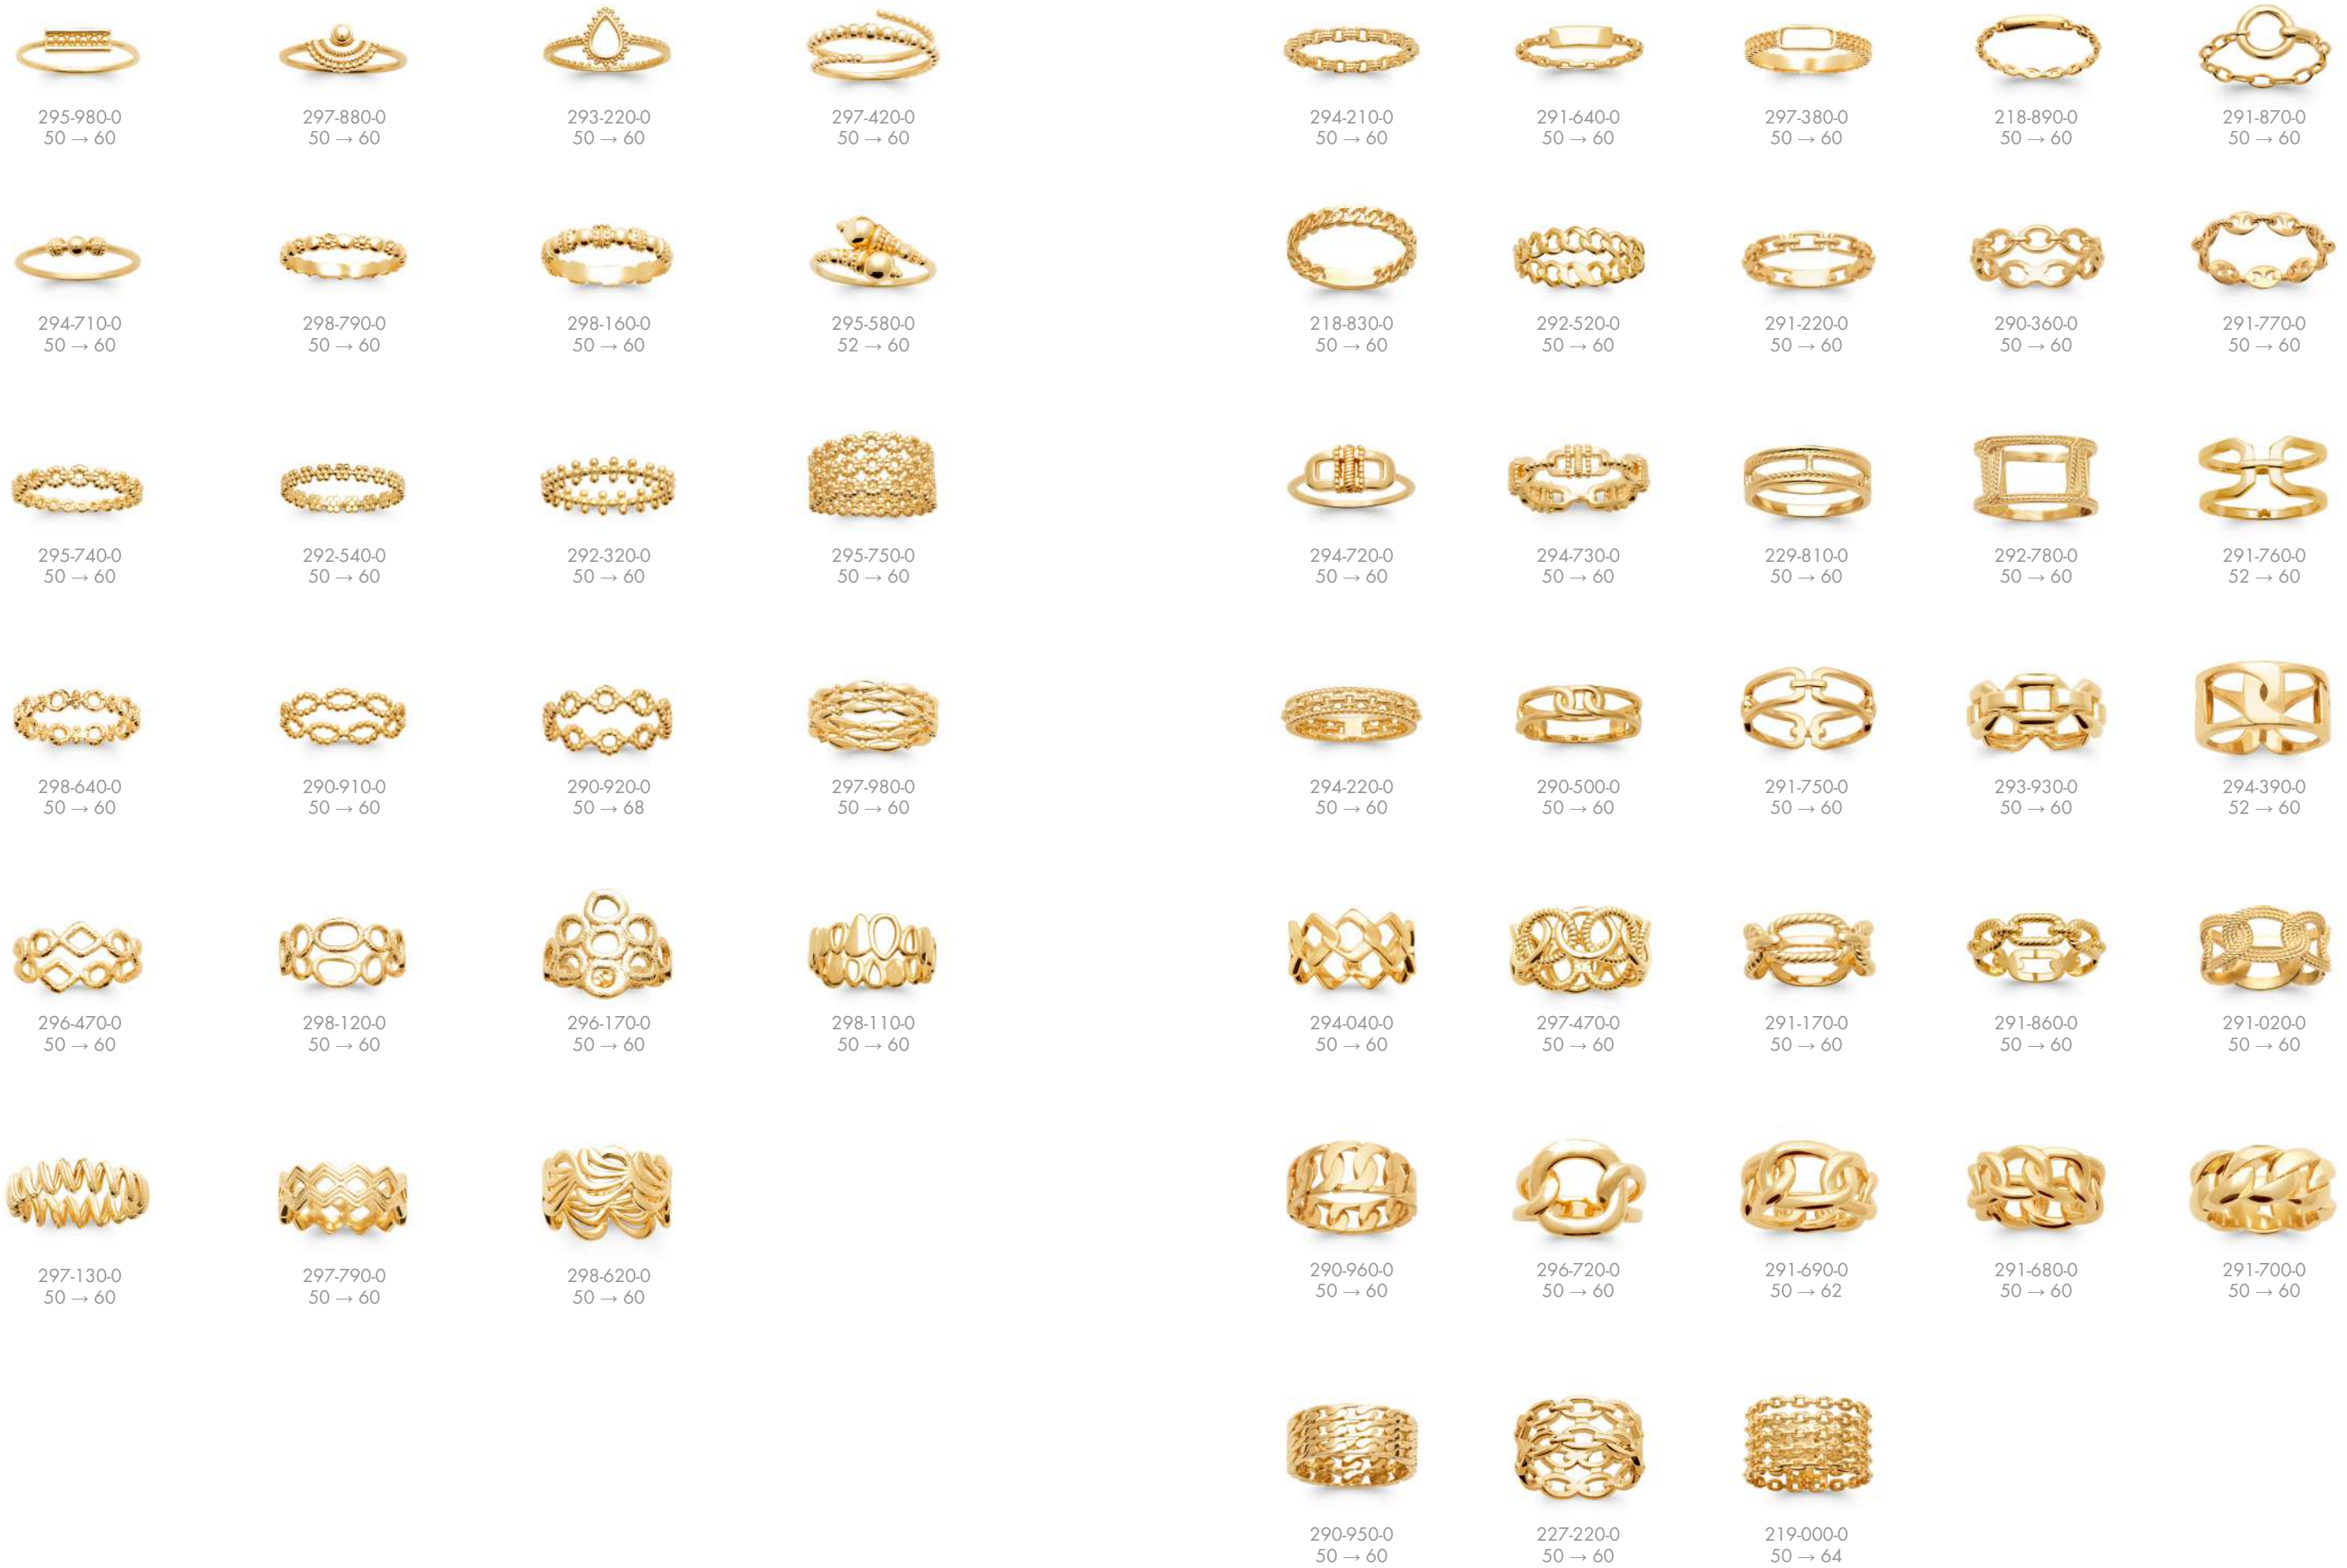 295-980-0
50 → 60
297-880-0
50 → 60
293-220-0
50 → 60
297-420-0
50 → 60
294-710-0
50 → 60
298-790-0
50 → 60
298-160-0
50 → 60
295-580-0
52 → 60
295-740-0
50 → 60
292-540-0
50 → 60
292-320-0
50 → 60
295-750-0
50 → 60
298-640-0
50 → 60
290-910-0
50 → 60
290-920-0
50 → 68
297-980-0
50 → 60
296-470-0
50 → 60
298-120-0
50 → 60
296-170-0
50 → 60
298-110-0
50 → 60
297-130-0
50 → 60
297-790-0
50 → 60
298-620-0
50 → 60
294-210-0
50 → 60
291-640-0
50 → 60
297-380-0
50 → 60
218-890-0
50 → 60
291-870-0
50 → 60
218-830-0
50 → 60
292-520-0
50 → 60
291-220-0
50 → 60
290-360-0
50 → 60
291-770-0
50 → 60
294-720-0
50 → 60
294-730-0
50 → 60
229-810-0
50 → 60
292-780-0
50 → 60
291-760-0
52 → 60
294-220-0
50 → 60
290-500-0
50 → 60
291-750-0
50 → 60
293-930-0
50 → 60
294-390-0
52 → 60
294-040-0
50 → 60
297-470-0
50 → 60
291-170-0
50 → 60
291-860-0
50 → 60
291-020-0
50 → 60
290-960-0
50 → 60
296-720-0
50 → 60
291-690-0
50 → 62
291-680-0
50 → 60
291-700-0
50 → 60
290-950-0
50 → 60
227-220-0
50 → 60
219-000-0
50 → 64